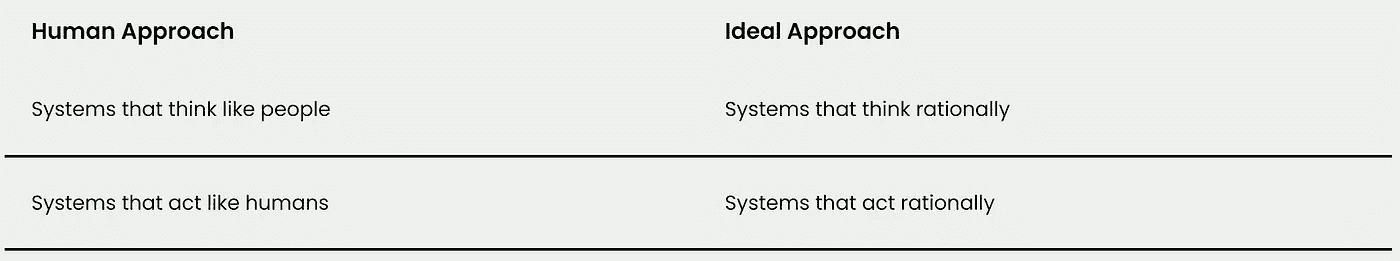 Human Approach Ideal Approach
Systems that think like people Systems that think rationally
Systems that act like humans Systems that act rationally